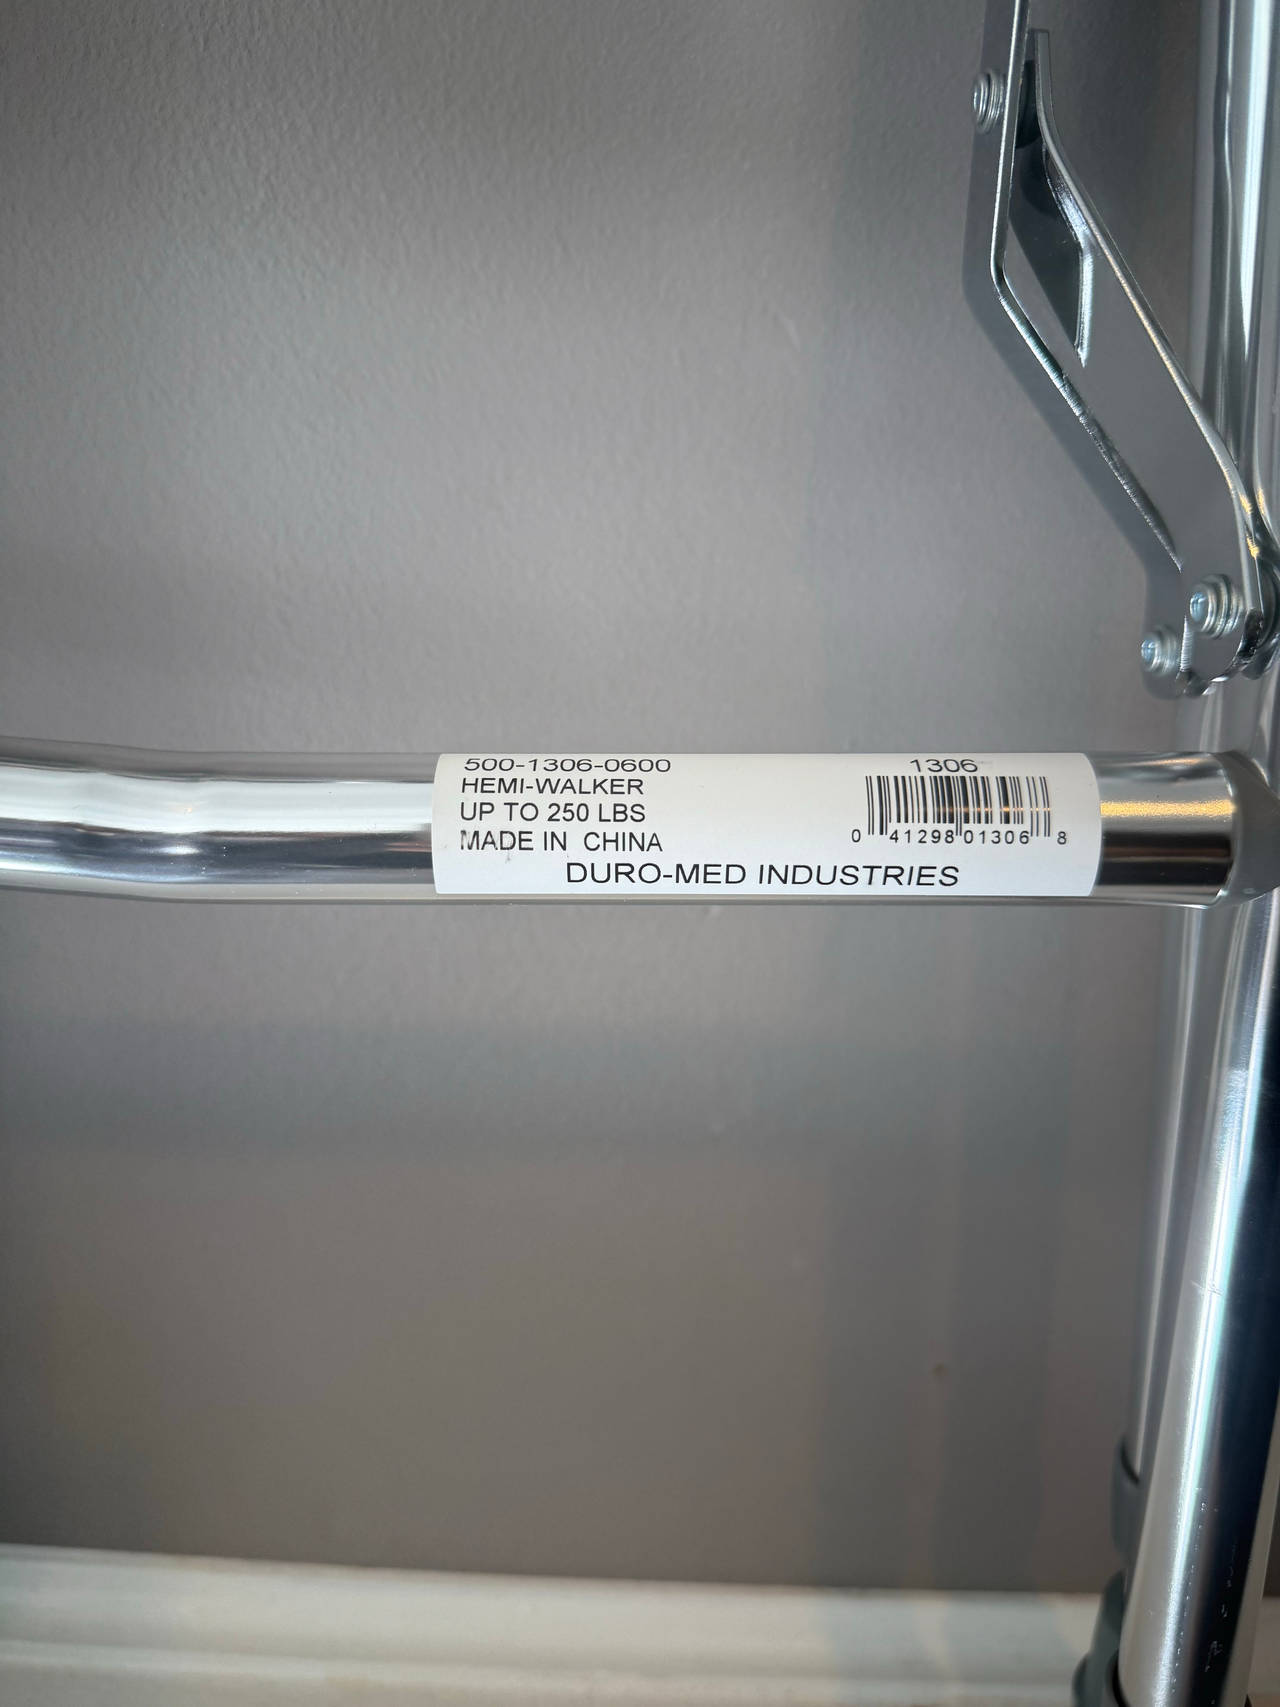 500-1306-0600
HEMI-WALKER
UP TO 250 LBS
MADE IN CHINA
1306
0 41298 01306 8
DURO-MED INDUSTRIES